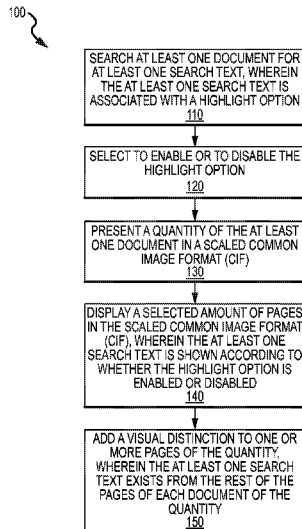 100
SEARCH AT LEAST ONE DOCUMENT FOR
AT LEAST ONE SEARCH TEXT, WHEREIN
THE AT LEAST ONE SEARCH TEXT IS
ASSOCIATED WITH A HIGHLIGHT OPTION
110
SELECT TO ENABLE OR TO DISABLE THE
HIGHLIGHT OPTION
120
PRESENT A QUANTITY OF THE AT LEAST
ONE DOCUMENT IN A SCALED COMMON
IMAGE FORMAT (CIF)
130
DISPLAY A SELECTED AMOUNT OF PAGES
IN THE SCALED COMMON IMAGE FORMAT
(CIF), WHEREIN THE AT LEAST ONE
SEARCH TEXT IS SHOWN ACCORDING TO
WHETHER THE HIGHLIGHT OPTION IS
ENABLED OR DISABLED
140
ADD A VISUAL DISTINCTION TO ONE OR
MORE PAGES OF THE QUANTITY,
WHEREIN THE AT LEAST ONE SEARCH
TEXT EXISTS FROM THE REST OF THE
PAGES OF EACH DOCUMENT OF THE
QUANTITY
150